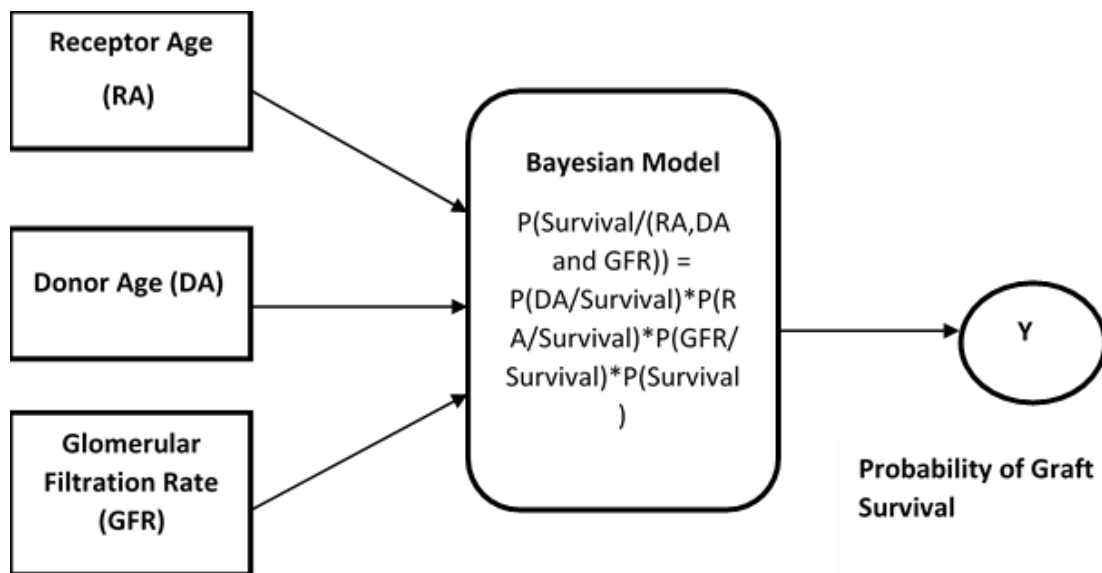 Receptor Age
(RA)
Donor Age (DA)
Glomerular
Filtration Rate
(GFR)
Bayesian Model
P(Survival/(RA,DA
and GFR)) =
P(DA/Survival)*P(R
A/Survival)*P(GFR/
Survival)*P(Survival
)
Y
Probability of Graft
Survival